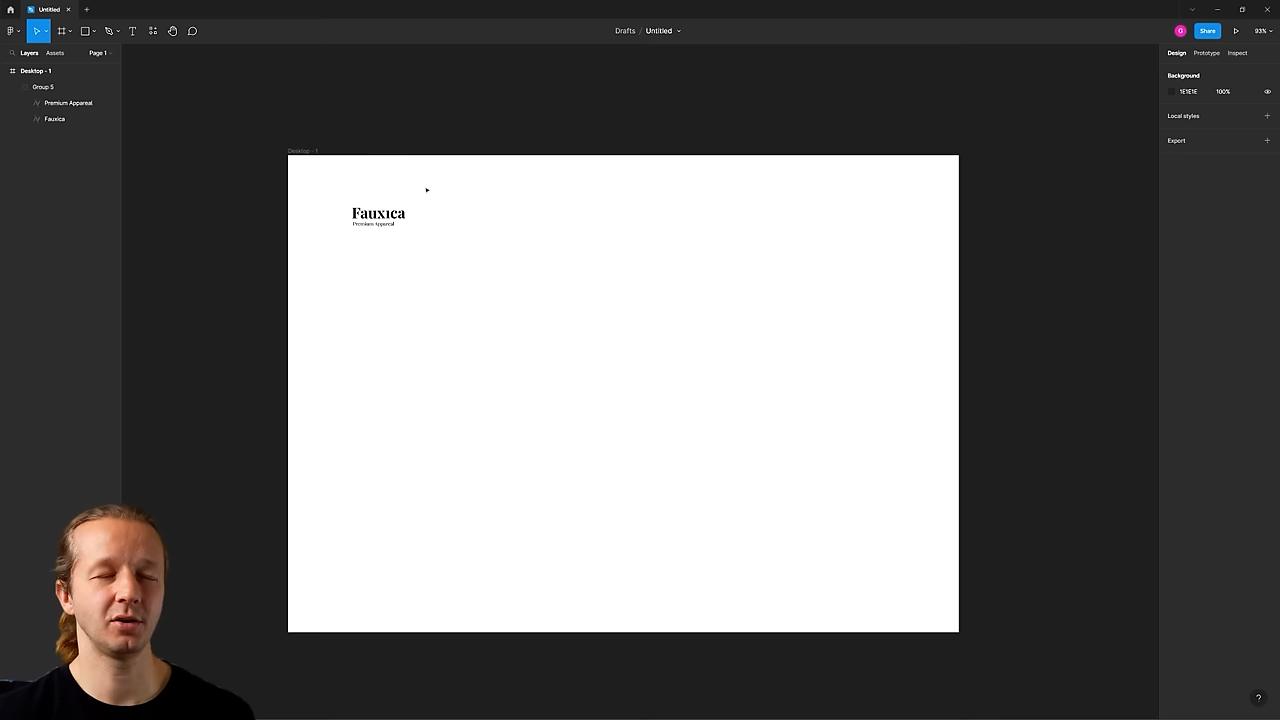 Untitled
Drafts / Untitled
G
Share
93%
Layers
Assets
Page 1
Design
Prototype
Inspect
Desktop - 1
Group 5
Premium Appareal
Fauxica
Background
1E1E1E
100%
Local styles
Export
Desktop - 1
Fauxica
Premium Appareal
?